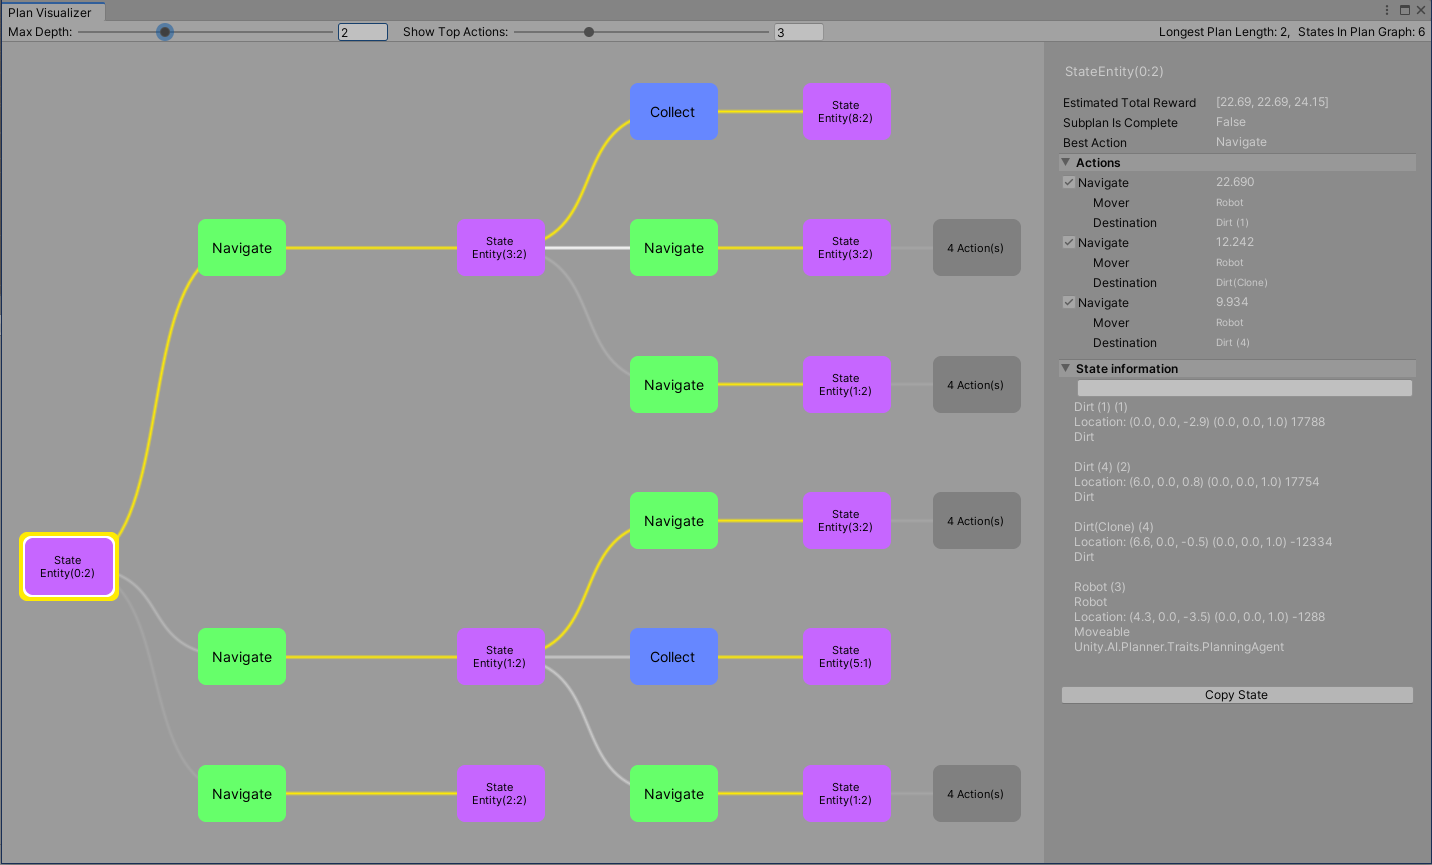 Plan Visualizer
Max Depth: 2 Show Top Actions: 3 Longest Plan Length: 2, States In Plan Graph: 6
Collect
State
Entity(8:2)
Navigate
State
Entity(3:2)
Navigate
State
Entity(3:2)
4 Action(s)
Navigate
State
Entity(1:2)
4 Action(s)
Navigate
State
Entity(3:2)
4 Action(s)
State
Entity(0:2)
Navigate
State
Entity(1:2)
Collect
State
Entity(5:1)
Navigate
State
Entity(2:2)
Navigate
State
Entity(1:2)
4 Action(s)
StateEntity(0:2)
Estimated Total Reward [22.69, 22.69, 24.15]
Subplan Is Complete False
Best Action Navigate
Actions
Navigate 22.690
Mover Robot
Destination Dirt (1)
Navigate 12.242
Mover Robot
Destination Dirt(Clone)
Navigate 9.934
Mover Robot
Destination Dirt (4)
State information
Dirt (1) (1)
Location: (0.0, 0.0, -2.9) (0.0, 0.0, 1.0) 17788
Dirt
Dirt (4) (2)
Location: (6.0, 0.0, 0.8) (0.0, 0.0, 1.0) 17754
Dirt
Dirt(Clone) (4)
Location: (6.6, 0.0, -0.5) (0.0, 0.0, 1.0) -12334
Dirt
Robot (3)
Robot
Location: (4.3, 0.0, -3.5) (0.0, 0.0, 1.0) -1288
Moveable
Unity.AI.Planner.Traits.PlanningAgent
Copy State